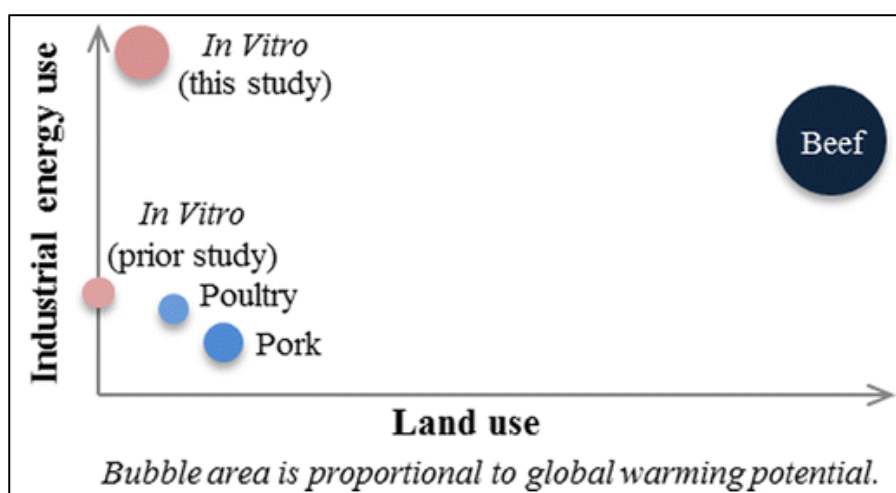 Industrial energy use
In Vitro
(this study)
Beef
In Vitro
(prior study)
Poultry
Pork
Land use
Bubble area is proportional to global warming potential.